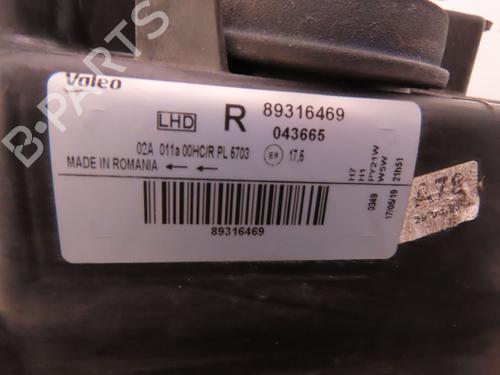 Valeo
LHD R 89316469
043665
02A 011a 00HC/R PL 6703 17,5
MADE IN ROMANIA
89316469
H7
H1
PY21W
W5W
0349
17/05/19 21h51
B-PARTS